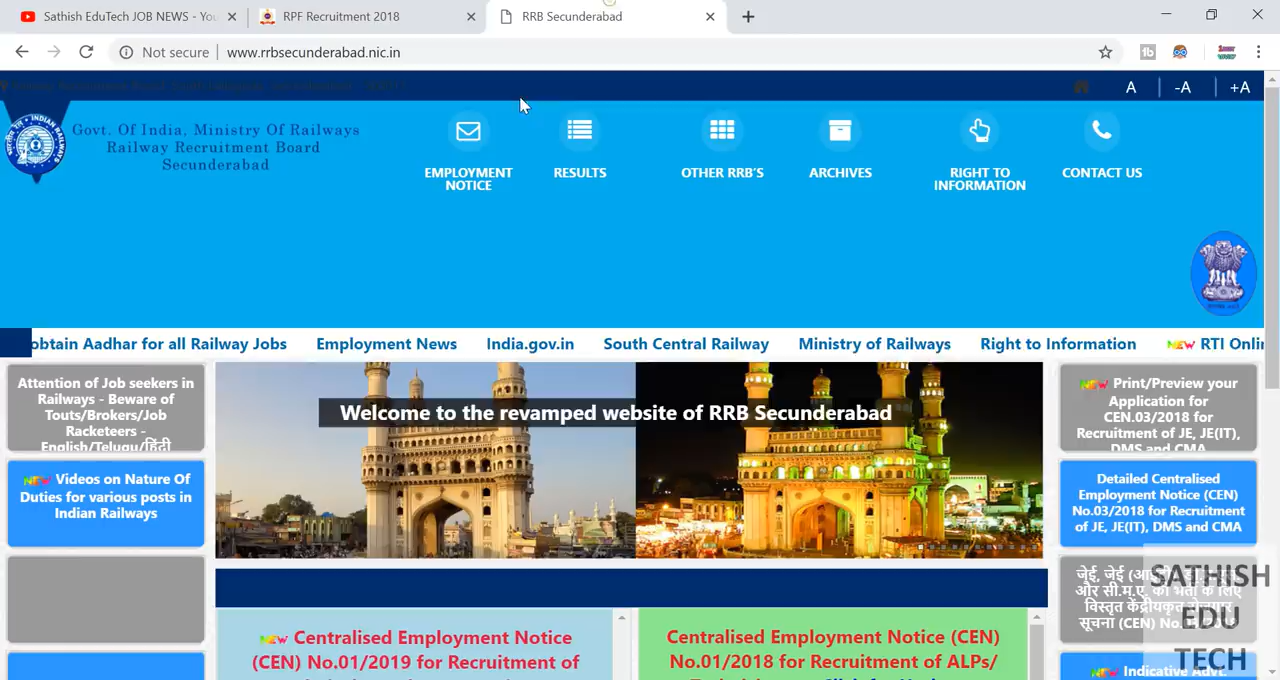 Sathish EduTech JOB NEWS - You
RPF Recruitment 2018
RRB Secunderabad
Not secure
www.rrbsecunderabad.nic.in
A
-A
+A
Govt. Of India, Ministry Of Railways
Railway Recruitment Board
Secunderabad
EMPLOYMENT
NOTICE
RESULTS
OTHER RRB'S
ARCHIVES
RIGHT TO
INFORMATION
CONTACT US
obtain Aadhar for all Railway Jobs
Employment News
India.gov.in
South Central Railway
Ministry of Railways
Right to Information
NEW RTI Onlin
Attention of Job seekers in
Railways - Beware of
Touts/Brokers/Job
Racketeers -
English/Telugu/हिंदी
NEW Videos on Nature Of
Duties for various posts in
Indian Railways
Welcome to the revamped website of RRB Secunderabad
NEW Print/Preview your
Application for
CEN.03/2018 for
Recruitment of JE, JE(IT),
DMS and CMA
Detailed Centralised
Employment Notice (CEN)
No.03/2018 for Recruitment
of JE, JE(IT), DMS and CMA
NEW Centralised Employment Notice
(CEN) No.01/2019 for Recruitment of
Centralised Employment Notice (CEN)
No.01/2018 for Recruitment of ALPs/
जेई, जेई
और सी.म.ए. की भर्ती के लिए
विस्तृत केंद्रीयकृत रोजगार
सूचना (CEN)
NEW Indicative Advt.
SATHISH
EDU
TECH